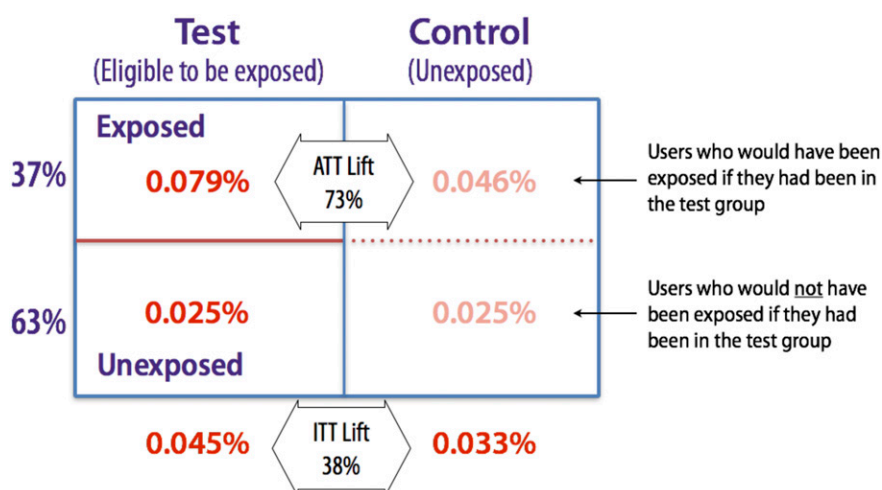 Test
Control
(Eligible to be exposed)
(Unexposed)
Exposed
37%
0.079%
ATT Lift
73%
0.046%
Users who would have been
exposed if they had been in
the test group
63%
0.025%
0.025%
Users who would not have
been exposed if they had
been in the test group
Unexposed
0.045%
ITT Lift
38%
0.033%